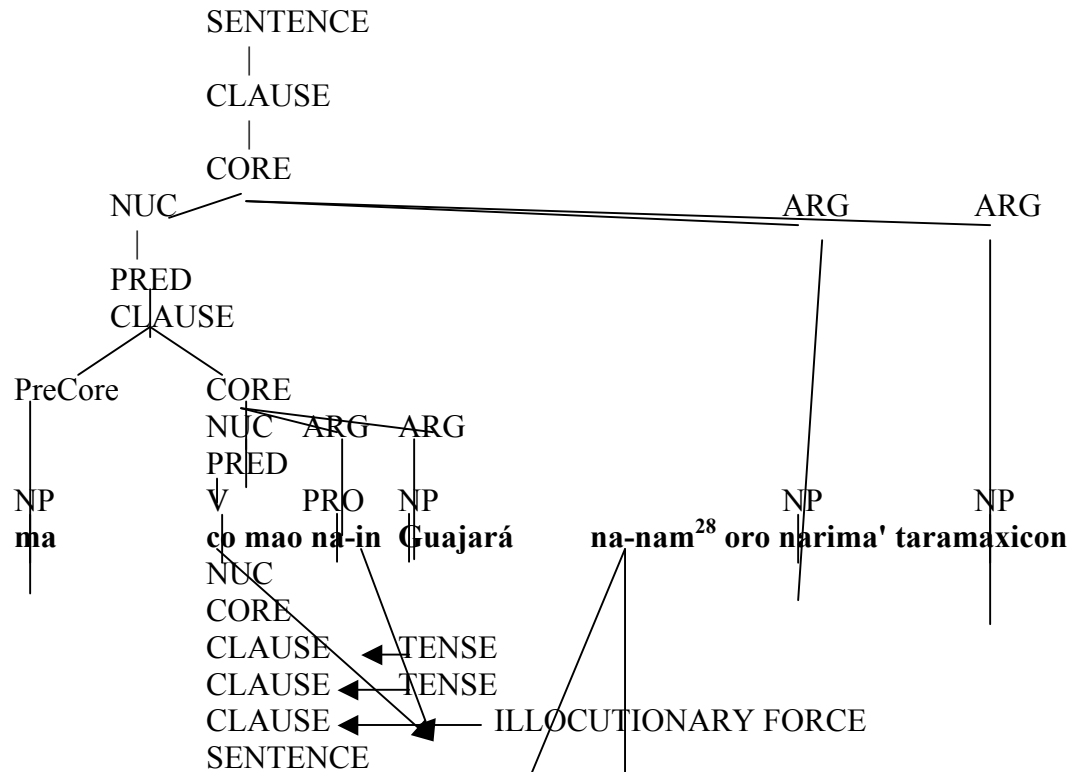 SENTENCE
CLAUSE
CORE
NUC ARG ARG
PRED
CLAUSE
PreCore CORE
NUC ARG ARG
PRED
NP V PRO NP NP NP
ma co mao na-in Guajará na-nam28 oro narima' taramaxicon
NUC
CORE
CLAUSE TENSE
CLAUSE TENSE
CLAUSE ILLOCUTIONARY FORCE
SENTENCE